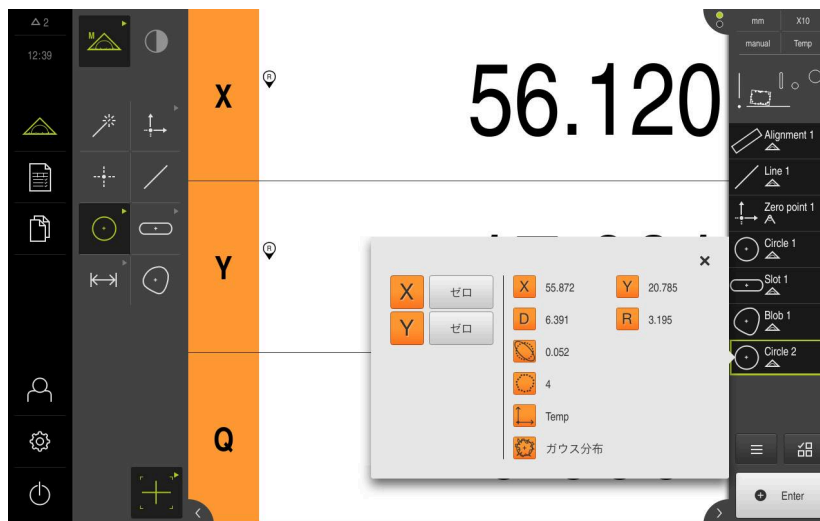 2
12:39
M
X
R
56.120
Y
R
Q
X
ゼロ
Y
ゼロ
X 55.872 Y 20.785
D 6.391 R 3.195
0.052
4
Temp
ガウス分布
mm X10
manual Temp
Alignment 1
Line 1
Zero point 1
Circle 1
Slot 1
Blob 1
Circle 2
Enter